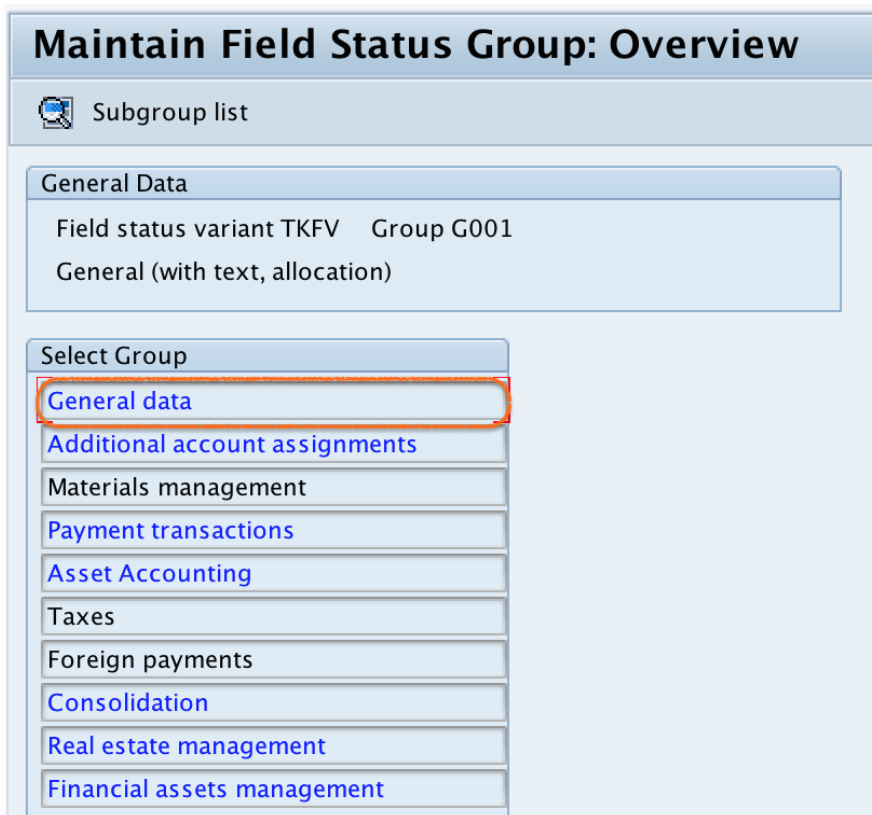 Maintain Field Status Group: Overview
Subgroup list
General Data
Field status variant TKFV Group G001
General (with text, allocation)
Select Group
General data
Additional account assignments
Materials management
Payment transactions
Asset Accounting
Taxes
Foreign payments
Consolidation
Real estate management
Financial assets management